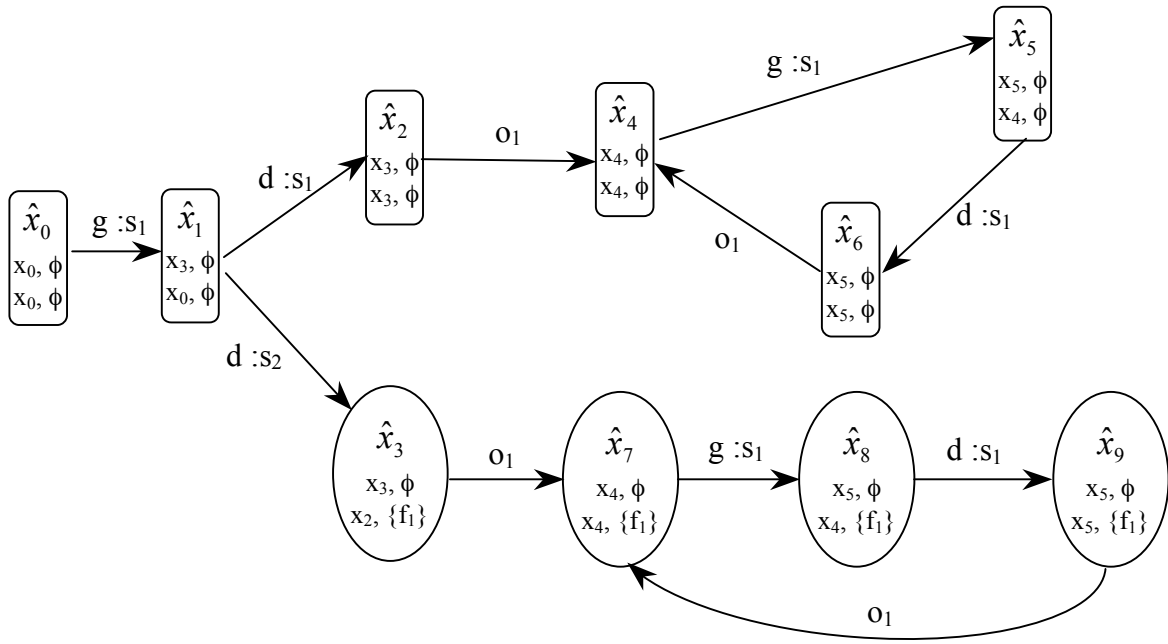 x̂₅
x₅, ϕ
x₄, ϕ
g :s₁
x̂₂
x₃, ϕ
x₃, ϕ
o₁
x̂₄
x₄, ϕ
x₄, ϕ
d :s₁
x̂₀
x₀, ϕ
x₀, ϕ
g :s₁
x̂₁
x₃, ϕ
x₀, ϕ
d :s₁
o₁
x̂₆
x₅, ϕ
x₅, ϕ
d :s₂
x̂₃
x₃, ϕ
x₂, {f₁}
o₁
x̂₇
x₄, ϕ
x₄, {f₁}
g :s₁
x̂₈
x₅, ϕ
x₄, {f₁}
d :s₁
x̂₉
x₅, ϕ
x₅, {f₁}
o₁